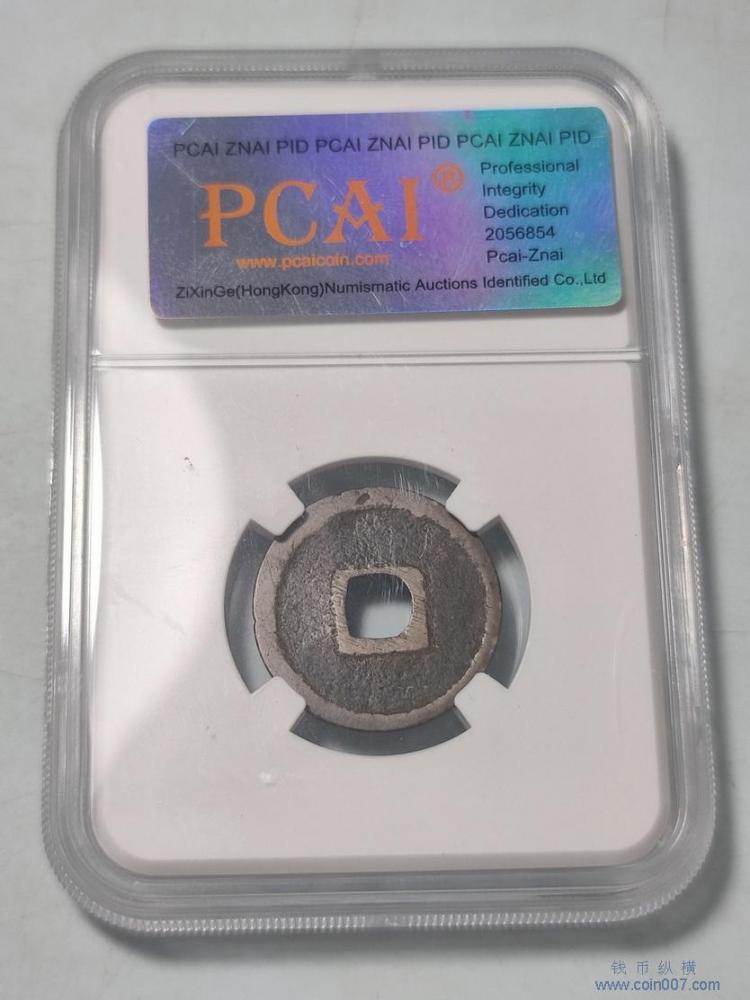 PCAI ZNAI PID PCAI ZNAI PID PCAI ZNAI PID
PCAI®
www.pcaicoin.com
Professional
Integrity
Dedication
2056854
Pcai-Znai
ZiXinGe(HongKong)Numismatic Auctions Identified Co.,Ltd
钱币纵横
www.coin007.com